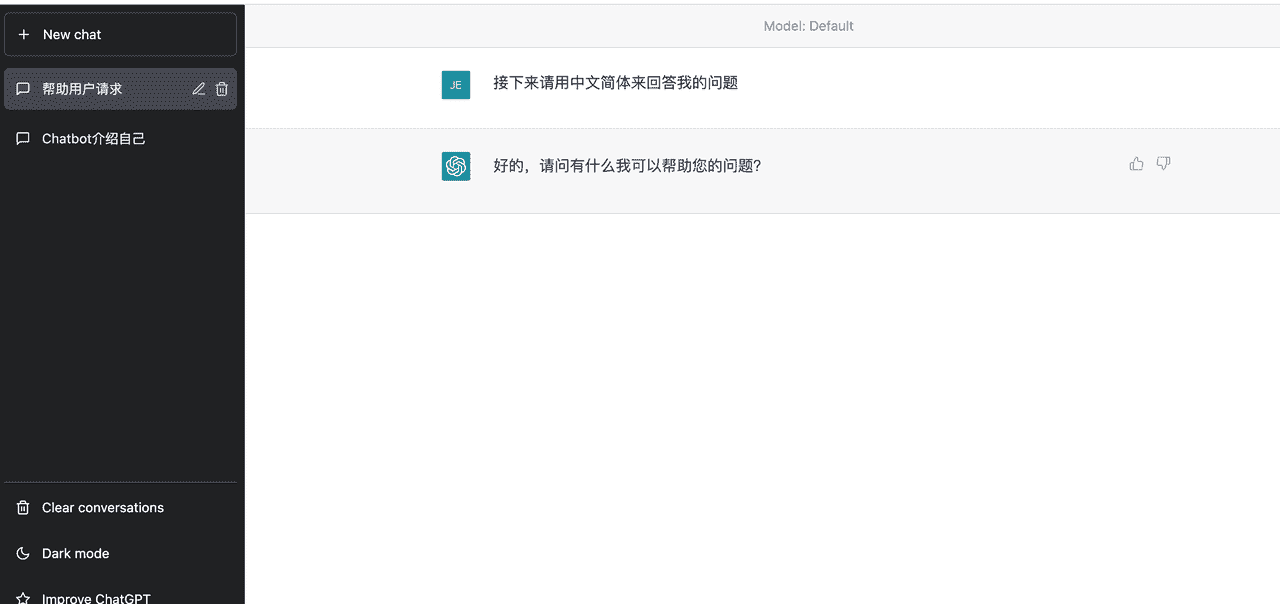 New chat
帮助用户请求
Chatbot介绍自己
Clear conversations
Dark mode
Improve ChatGPT
Model: Default
JE
接下来请用中文简体来回答我的问题
好的，请问有什么我可以帮助您的问题？